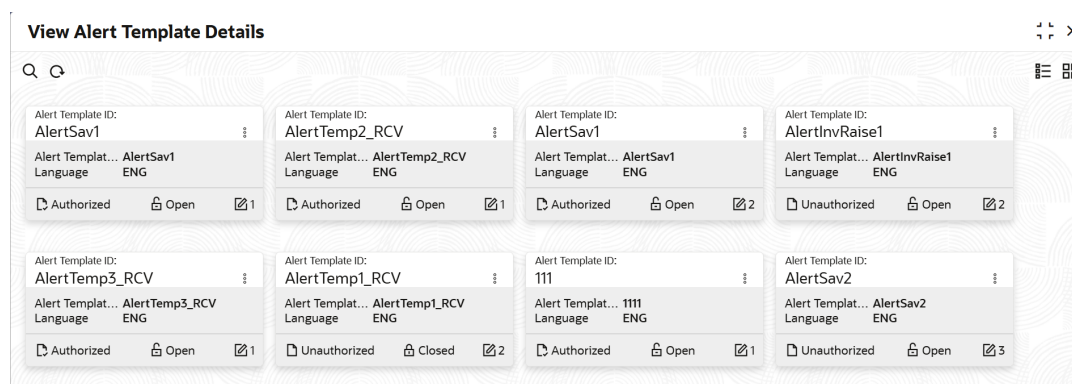 View Alert Template Details
Alert Template ID:
AlertSav1
Alert Templat... AlertSav1
Language ENG
Authorized Open 1
Alert Template ID:
AlertTemp2_RCV
Alert Templat... AlertTemp2_RCV
Language ENG
Authorized Open 1
Alert Template ID:
AlertSav1
Alert Templat... AlertSav1
Language ENG
Authorized Open 2
Alert Template ID:
AlertInvRaise1
Alert Templat... AlertInvRaise1
Language ENG
Unauthorized Open 2
Alert Template ID:
AlertTemp3_RCV
Alert Templat... AlertTemp3_RCV
Language ENG
Authorized Open 1
Alert Template ID:
AlertTemp1_RCV
Alert Templat... AlertTemp1_RCV
Language ENG
Unauthorized Closed 2
Alert Template ID:
111
Alert Templat... 1111
Language ENG
Authorized Open 1
Alert Template ID:
AlertSav2
Alert Templat... AlertSav2
Language ENG
Unauthorized Open 3